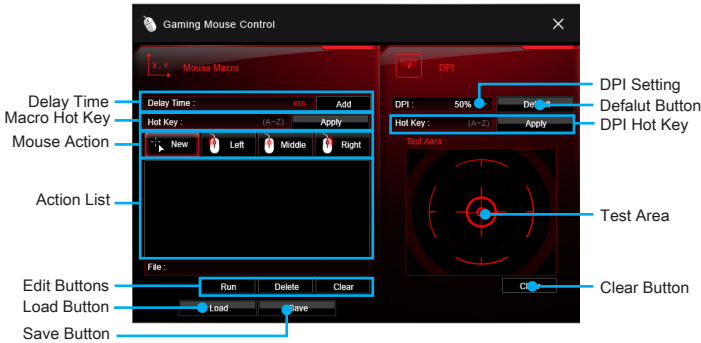 Gaming Mouse Control
X , Y
Mouse Macro
DPI
Delay Time
Delay Time :
ms
Add
DPI :
50%
DPI Setting
Defalut Button
Macro Hot Key
Hot Key :
(A~Z)
Apply
Hot Key :
(A~Z)
Apply
DPI Hot Key
Mouse Action
New
Left
Middle
Right
Test Aera
Action List
Test Area
File :
Edit Buttons
Run
Delete
Clear
Clear Button
Load Button
Load
Save
Save Button